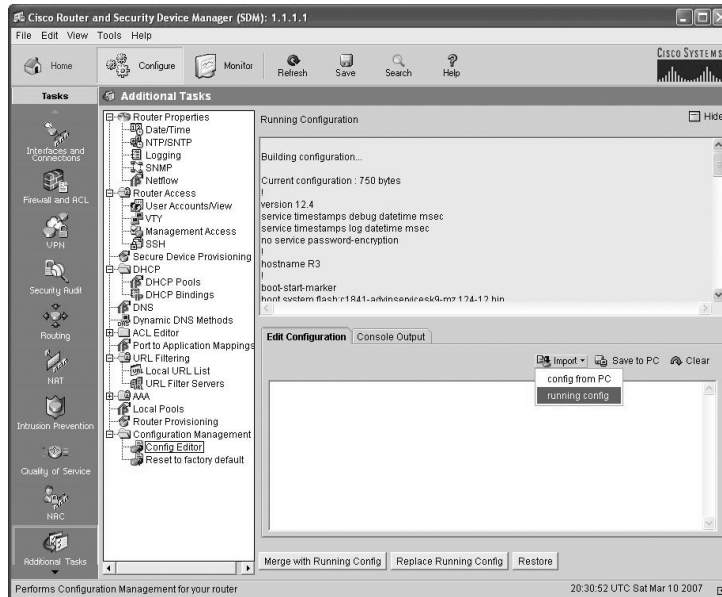 Cisco Router and Security Device Manager (SDM): 1.1.1.1
File Edit View Tools Help
Home
Configure
Monitor
Refresh
Save
Search
Help
CISCO SYSTEMS
Tasks
Additional Tasks
Interfaces and
Connections
Firewall and ACL
VPN
Security Audit
Routing
NAT
Intrusion Prevention
Quality of Service
NAC
Additional Tasks
Router Properties
Date/Time
NTP/SNTP
Logging
SNMP
Netflow
Router Access
User Accounts/View
VTY
Management Access
SSH
Secure Device Provisioning
DHCP
DHCP Pools
DHCP Bindings
DNS
Dynamic DNS Methods
ACL Editor
Port to Application Mappings
URL Filtering
Local URL List
URL Filter Servers
AAA
Local Pools
Router Provisioning
Configuration Management
Config Editor
Reset to factory default
Running Configuration
Hide
Building configuration...
Current configuration : 750 bytes
!
version 12.4
service timestamps debug datetime msec
service timestamps log datetime msec
no service password-encryption
!
hostname R3
!
boot-start-marker
boot system flash:c1841-advipservicesk9-mz.124-12.bin
Edit Configuration
Console Output
Import
Save to PC
Clear
config from PC
running config
Merge with Running Config
Replace Running Config
Restore
Performs Configuration Management for your router
20:30:52 UTC Sat Mar 10 2007